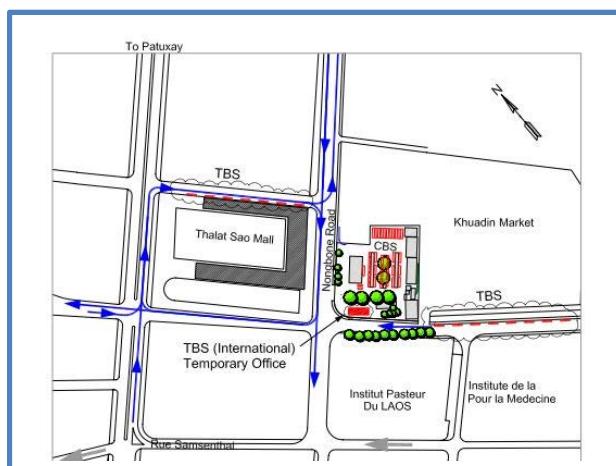 To Patuxay
N
TBS
Thalat Sao Mall
Nongbone Road
CBS
Khuadin Market
TBS
TBS (International)
Temporary Office
Institut Pasteur
Du LAOS
Institute de la
Pour la Medecine
Rue Samsenthai